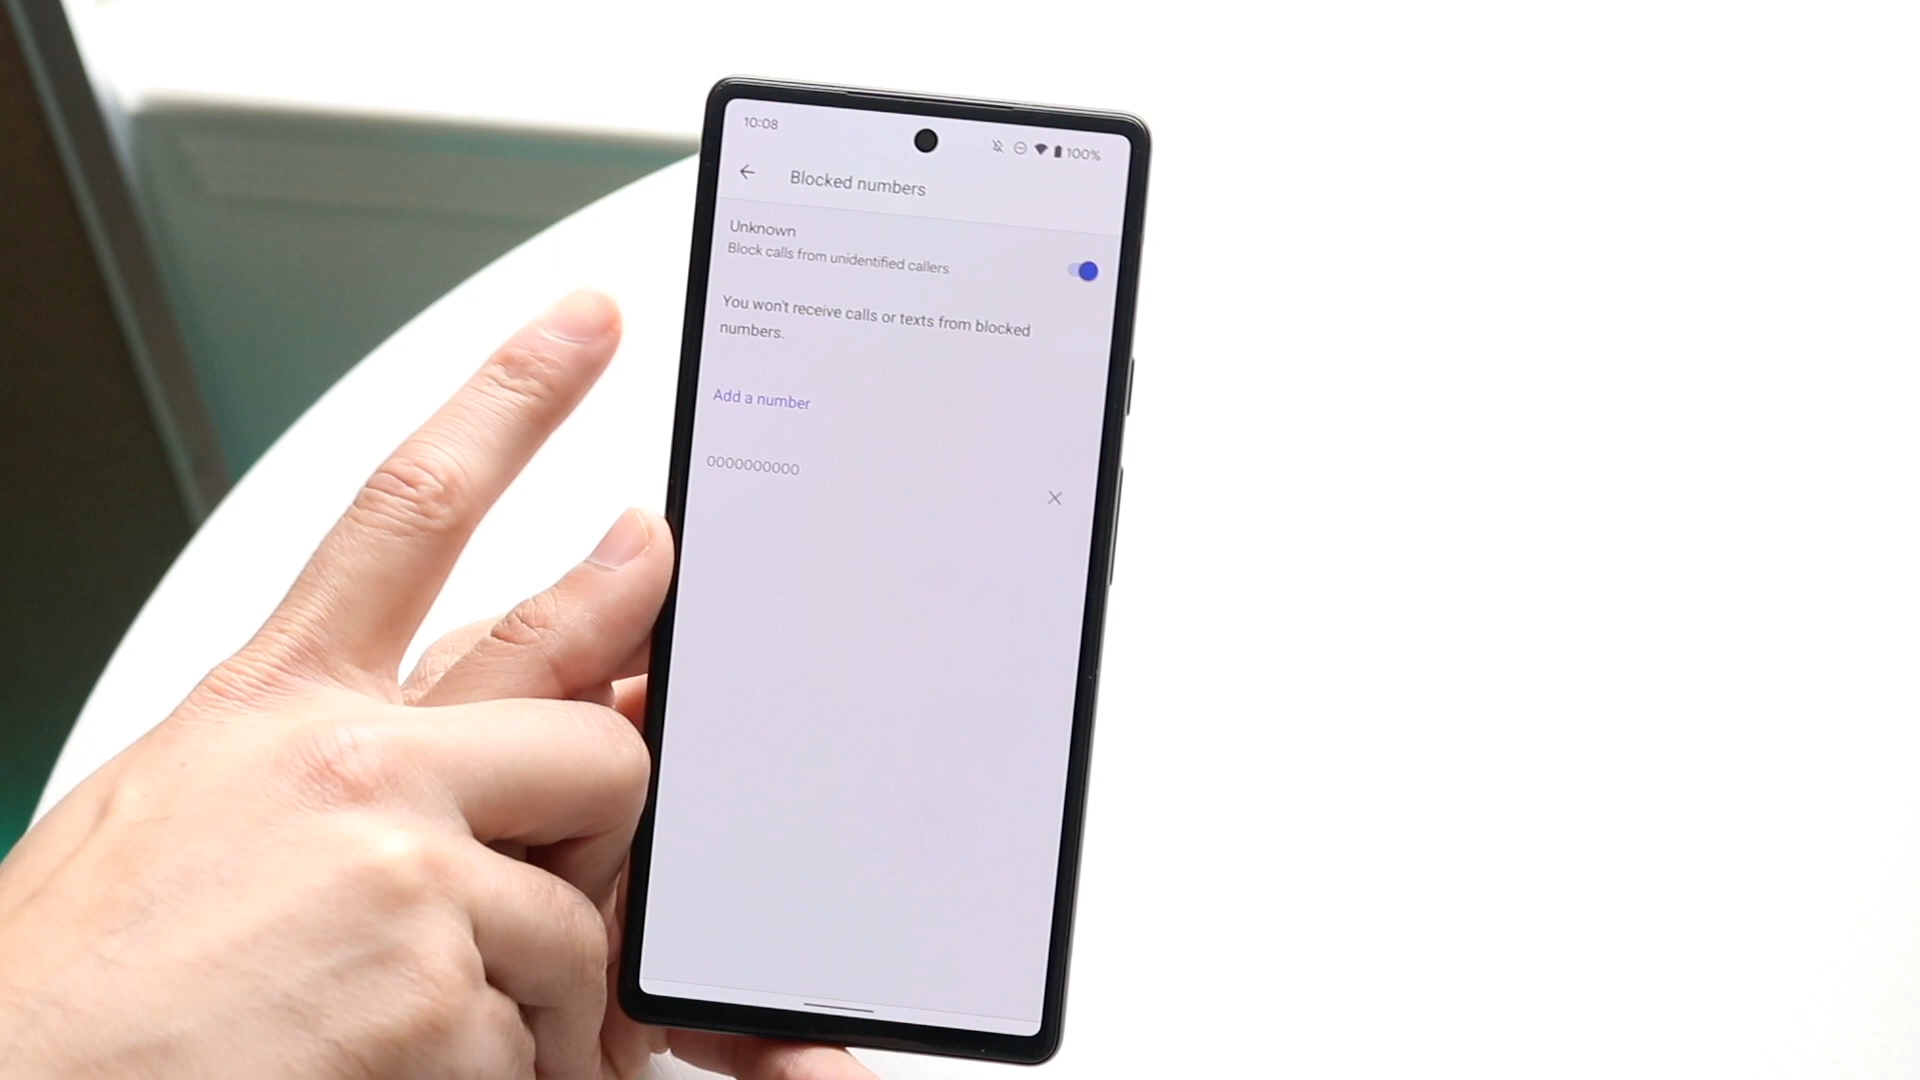 10:08
100%
Blocked numbers
Unknown
Block calls from unidentified callers
You won't receive calls or texts from blocked
numbers.
Add a number
0000000000